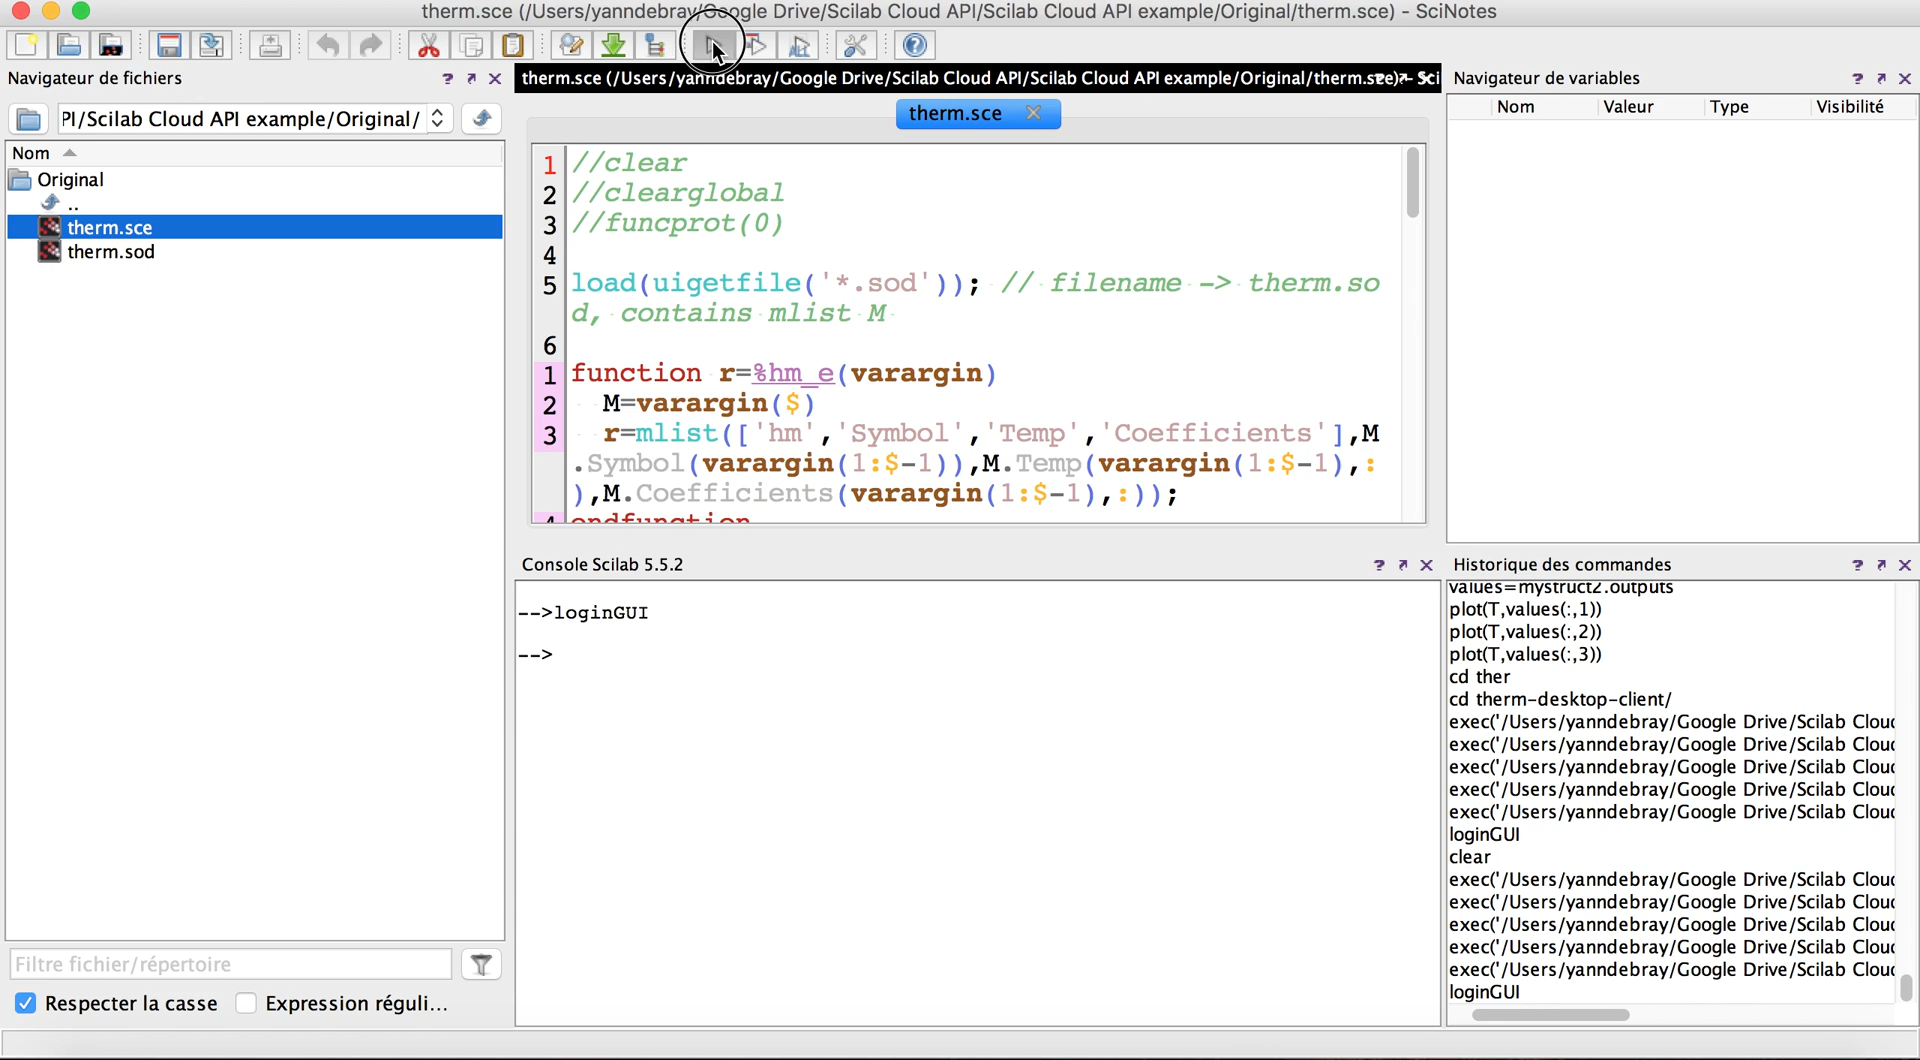 therm.sce (/Users/yanndebray/Google Drive/Scilab Cloud API/Scilab Cloud API example/Original/therm.sce) - SciNotes
Navigateur de fichiers
PI/Scilab Cloud API example/Original/
Nom
Original
..
therm.sce
therm.sod
Filtre fichier/répertoire
Respecter la casse
Expression réguli...
therm.sce (/Users/yanndebray/Google Drive/Scilab Cloud API/Scilab Cloud API example/Original/therm.sce) - Sci
therm.sce
1 //clear
2 //clearglobal
3 //funcprot(0)
4
5 load(uigetfile('*.sod')); // filename -> therm.so
d, contains mlist M
6
1 function r=%hm_e(varargin)
2 M=varargin($)
3 r=mlist(['hm','Symbol','Temp','Coefficients'],M
.Symbol(varargin(1:$-1)),M.Temp(varargin(1:$-1),:
),M.Coefficients(varargin(1:$-1),:));
4 endfunction
Console Scilab 5.5.2
-->loginGUI
-->
Navigateur de variables
Nom Valeur Type Visibilité
Historique des commandes
values=mystruct2.outputs
plot(T,values(:,1))
plot(T,values(:,2))
plot(T,values(:,3))
cd ther
cd therm-desktop-client/
exec('/Users/yanndebray/Google Drive/Scilab Clou
exec('/Users/yanndebray/Google Drive/Scilab Clou
exec('/Users/yanndebray/Google Drive/Scilab Clou
exec('/Users/yanndebray/Google Drive/Scilab Clou
exec('/Users/yanndebray/Google Drive/Scilab Clou
loginGUI
clear
exec('/Users/yanndebray/Google Drive/Scilab Clou
exec('/Users/yanndebray/Google Drive/Scilab Clou
exec('/Users/yanndebray/Google Drive/Scilab Clou
exec('/Users/yanndebray/Google Drive/Scilab Clou
exec('/Users/yanndebray/Google Drive/Scilab Clou
loginGUI